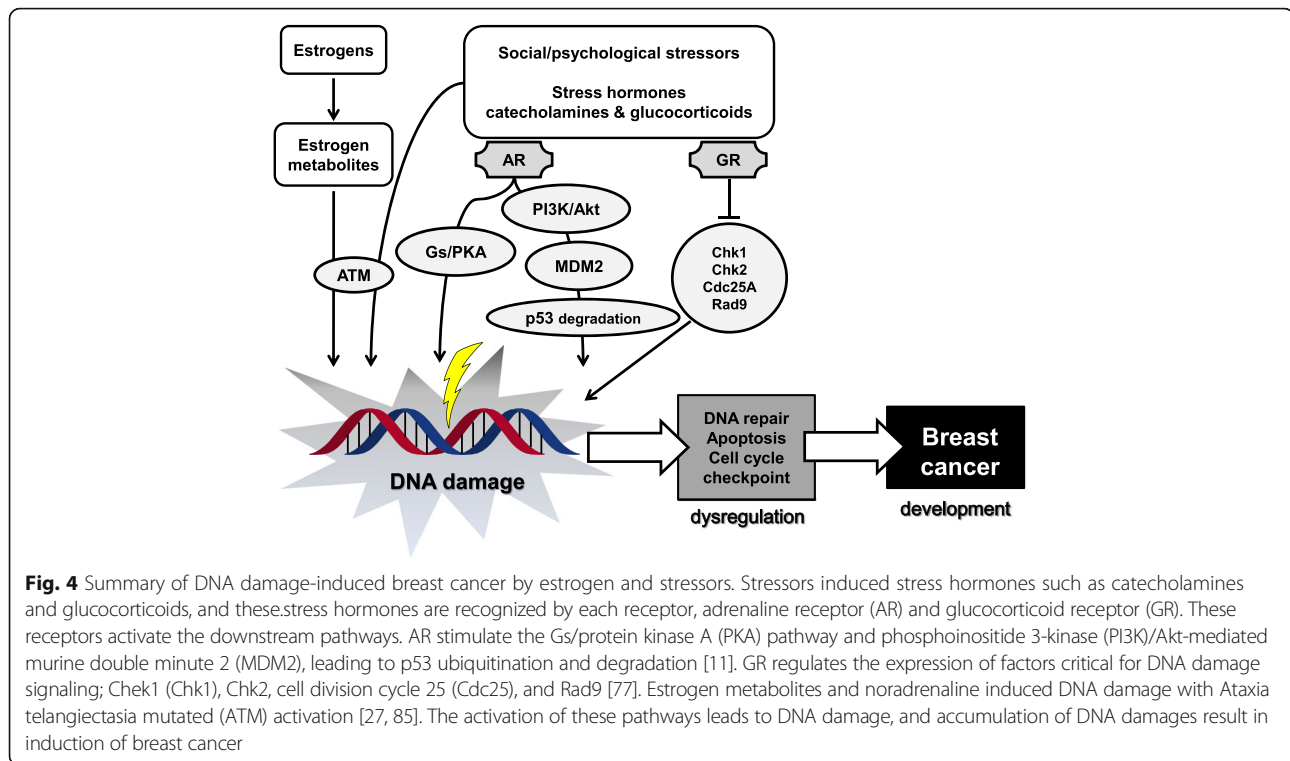 Estrogens
Estrogen
metabolites
Social/psychological stressors
Stress hormones
catecholamines & glucocorticoids
AR
GR
PI3K/Akt
Gs/PKA
MDM2
ATM
p53 degradation
Chk1
Chk2
Cdc25A
Rad9
DNA damage
DNA repair
Apoptosis
Cell cycle
checkpoint
dysregulation
Breast
cancer
development
Fig. 4 Summary of DNA damage-induced breast cancer by estrogen and stressors. Stressors induced stress hormones such as catecholamines
and glucocorticoids, and these.stress hormones are recognized by each receptor, adrenaline receptor (AR) and glucocorticoid receptor (GR). These
receptors activate the downstream pathways. AR stimulate the Gs/protein kinase A (PKA) pathway and phosphoinositide 3-kinase (PI3K)/Akt-mediated
murine double minute 2 (MDM2), leading to p53 ubiquitination and degradation [11]. GR regulates the expression of factors critical for DNA damage
signaling; Chek1 (Chk1), Chk2, cell division cycle 25 (Cdc25), and Rad9 [77]. Estrogen metabolites and noradrenaline induced DNA damage with Ataxia
telangiectasia mutated (ATM) activation [27, 85]. The activation of these pathways leads to DNA damage, and accumulation of DNA damages result in
induction of breast cancer